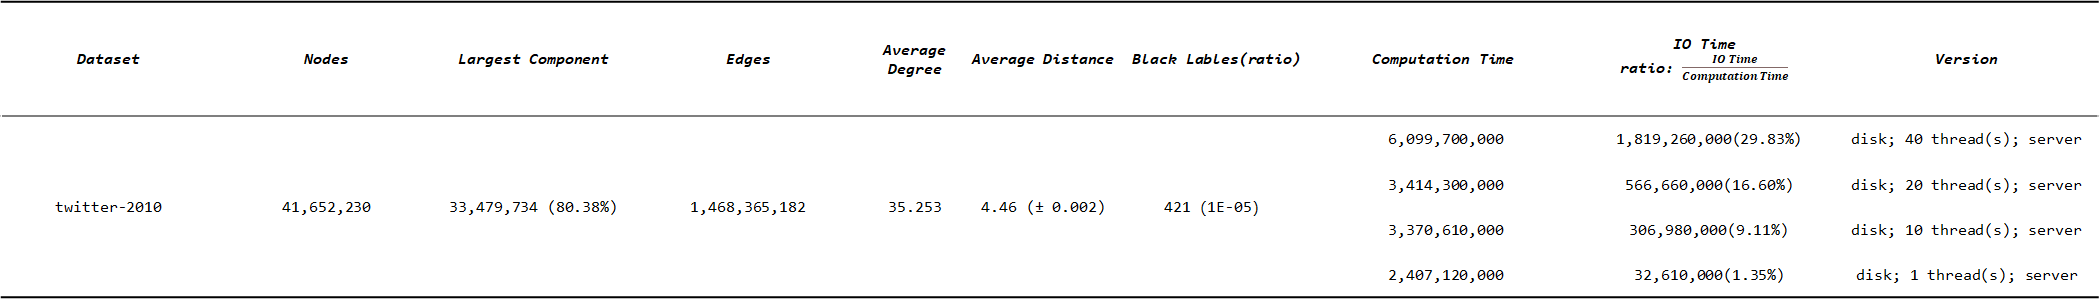 Dataset Nodes Largest Component Edges Average Degree Average Distance Black Lables(ratio) Computation Time IO Time ratio: IO Time / Computation Time Version
twitter-2010 41,652,230 33,479,734 (80.38%) 1,468,365,182 35.253 4.46 (± 0.002) 421 (1E-05)
6,099,700,000 1,819,260,000(29.83%) disk; 40 thread(s); server
3,414,300,000 566,660,000(16.60%) disk; 20 thread(s); server
3,370,610,000 306,980,000(9.11%) disk; 10 thread(s); server
2,407,120,000 32,610,000(1.35%) disk; 1 thread(s); server